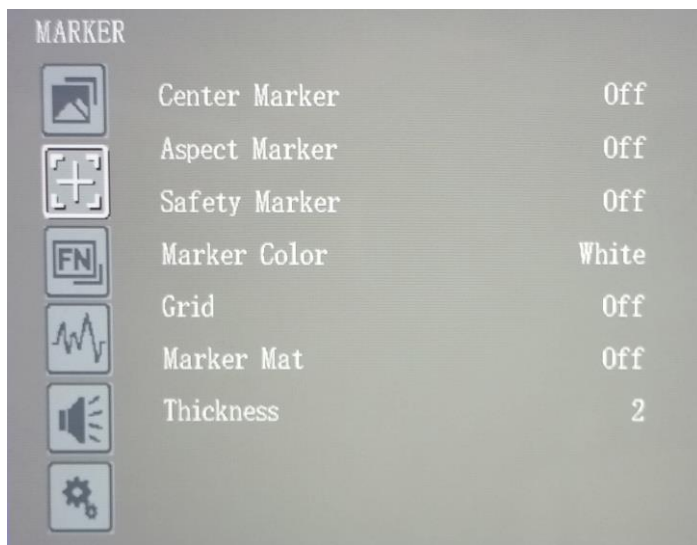 MARKER
Center Marker Off
Aspect Marker Off
Safety Marker Off
Marker Color White
FN
Grid Off
Marker Mat Off
Thickness 2